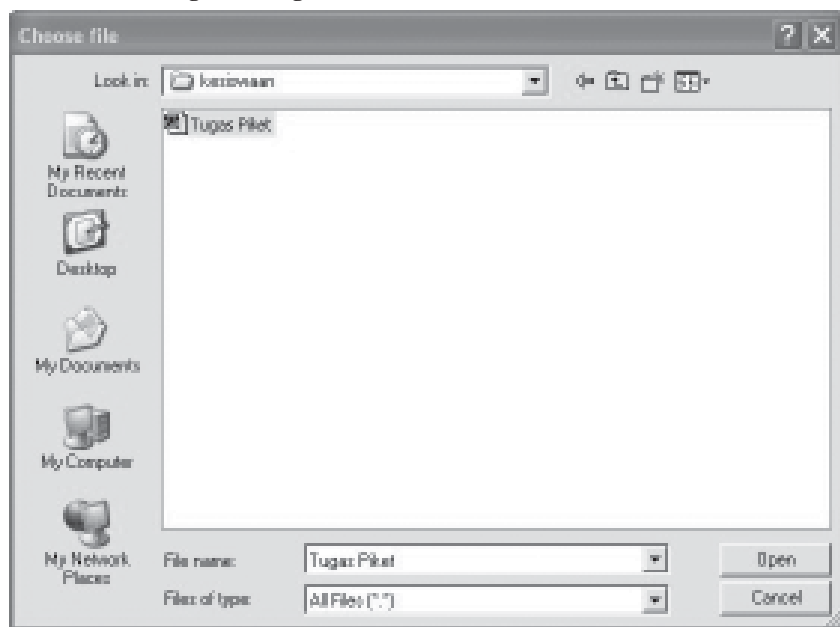 Choose file
Look in: kesiswaan
Tugas Piket
My Recent
Documents
Desktop
My Documents
My Computer
My Network
Places
File name: Tugas Piket Open
Files of type: All Files (*.*) Cancel